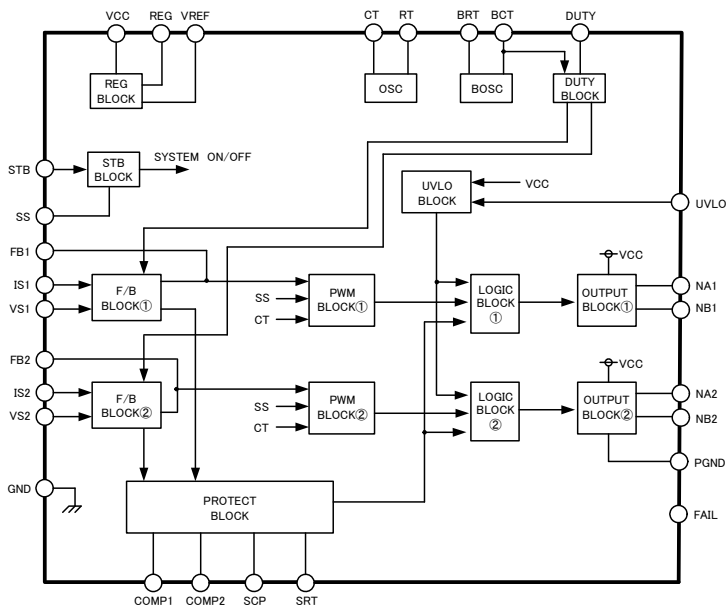 VCC REG VREF CT RT BRT BCT DUTY
REG
BLOCK
OSC
BOSC
DUTY
BLOCK
STB
STB
BLOCK
SYSTEM ON/OFF
SS
UVLO
BLOCK
VCC
UVLO
FB1
IS1
VS1
F/B
BLOCK①
SS
CT
PWM
BLOCK①
LOGIC
BLOCK
①
VCC
OUTPUT
BLOCK①
NA1
NB1
FB2
IS2
VS2
F/B
BLOCK②
SS
CT
PWM
BLOCK②
LOGIC
BLOCK
②
VCC
OUTPUT
BLOCK②
NA2
NB2
PGND
GND
PROTECT
BLOCK
FAIL
COMP1 COMP2 SCP SRT